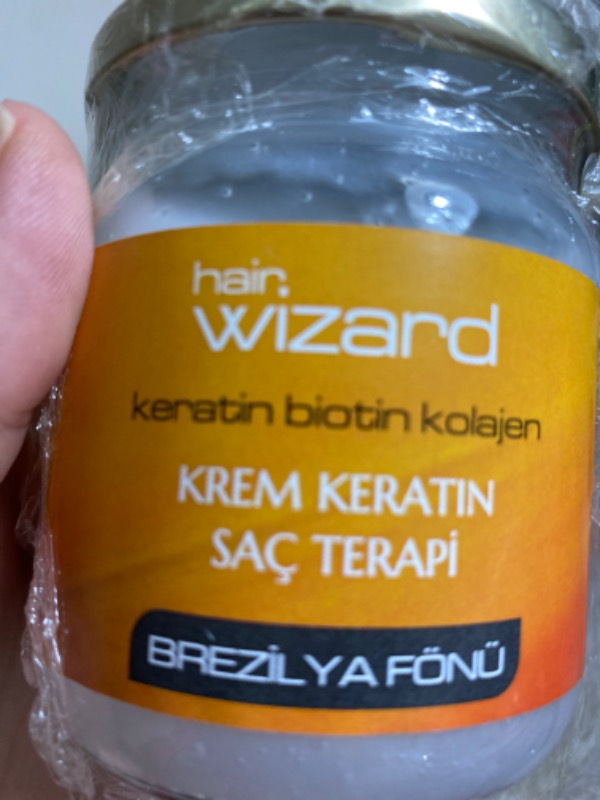 hair.
wizard
keratin biotin kolajen
KREM KERATIN
SAÇ TERAPİ
BREZİLYA FÖNÜ